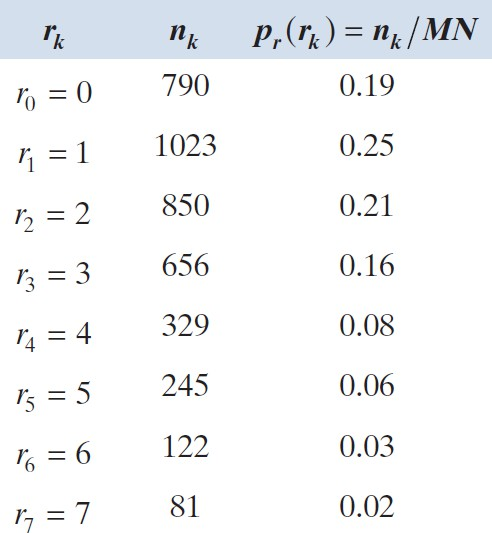 r_k n_k p_r(r_k) = n_k/MN
r_0 = 0 790 0.19
r_1 = 1 1023 0.25
r_2 = 2 850 0.21
r_3 = 3 656 0.16
r_4 = 4 329 0.08
r_5 = 5 245 0.06
r_6 = 6 122 0.03
r_7 = 7 81 0.02